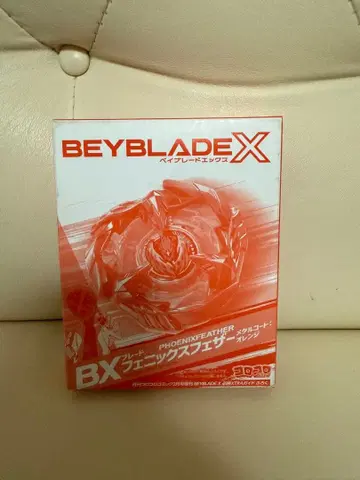 BEYBLADE X
ベイブレードエックス
PHOENIXFEATHER
ブレード
フェニックスフェザー
メタルコート:
オレンジ
BX
コロコロ